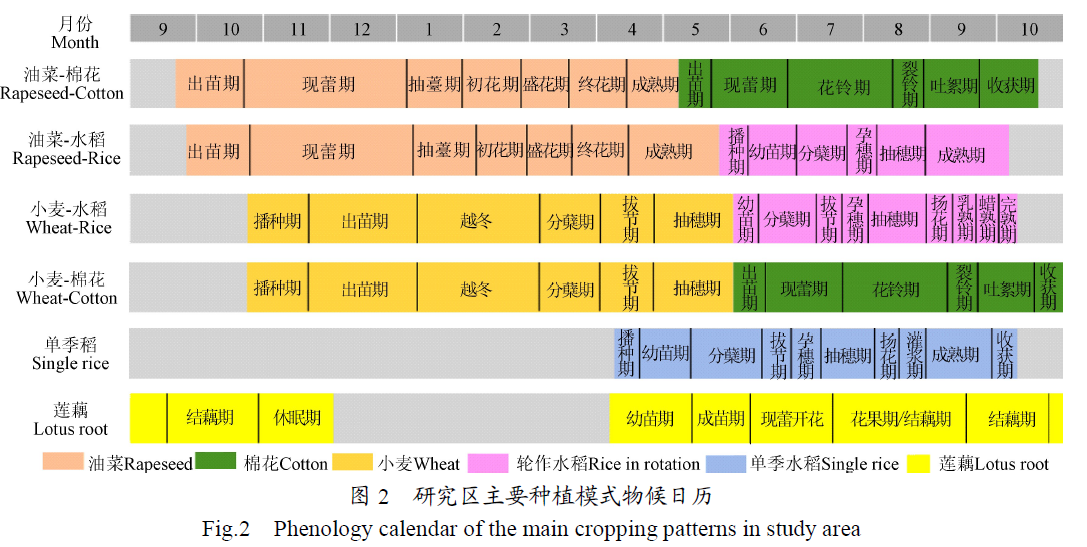 月份
Month
9 10 11 12 1 2 3 4 5 6 7 8 9 10
油菜-棉花
Rapeseed-Cotton
出苗期 现蕾期 抽薹期 初花期 盛花期 终花期 成熟期 出苗期 现蕾期 花铃期 裂铃期 吐絮期 收获期
油菜-水稻
Rapeseed-Rice
出苗期 现蕾期 抽薹期 初花期 盛花期 终花期 成熟期 播种期 幼苗期 分蘖期 孕穗期 抽穗期 成熟期
小麦-水稻
Wheat-Rice
播种期 出苗期 越冬 分蘖期 拔节期 抽穗期 幼苗期 分蘖期 拔节期 孕穗期 抽穗期 扬花期 乳熟期 蜡熟期 完熟期
小麦-棉花
Wheat-Cotton
播种期 出苗期 越冬 分蘖期 拔节期 抽穗期 出苗期 现蕾期 花铃期 裂铃期 吐絮期 收获期
单季稻
Single rice
播种期 幼苗期 分蘖期 拔节期 孕穗期 抽穗期 扬花期 灌浆期 成熟期 收获期
莲藕
Lotus root
结藕期 休眠期 幼苗期 成苗期 现蕾开花 花果期/结藕期 结藕期
油菜Rapeseed 棉花Cotton 小麦Wheat 轮作水稻Rice in rotation 单季水稻Single rice 莲藕Lotus root
图 2 研究区主要种植模式物候日历
Fig.2 Phenology calendar of the main cropping patterns in study area